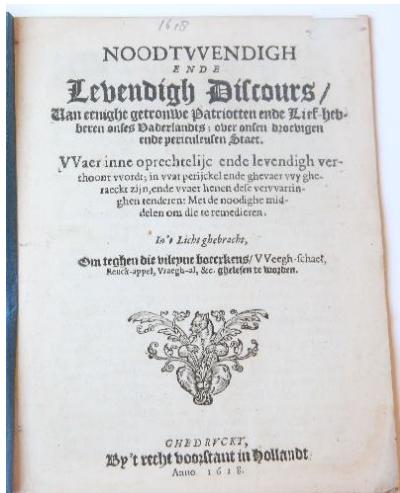 1618
NOODTVVENDIGH
ENDE
Levendigh Discours/
Van eenighe getrouwe Patriotten ende Lief-heb-
beren onses Vaderlandts; over onsen droevigen
ende periculeusen Staet.
VVaer inne oprechtelijc ende levendigh ver-
thoont vvordt; in vvat perijckel ende ghevaer vvy ghe-
raeckt zijn, ende vvaer henen dese vervvarrin-
ghen tenderen: Met de noodighe mid-
delen om die te remedieren.
In't Licht ghebracht,
Om teghen die vileyne boecxkens/ VVeegh-schael,
Reuck-appel, Vraegh-al, &c. ghelesen te worden.
GHEDRVCKT,
By 't recht voorstant in Hollandt,
Anno 1618.